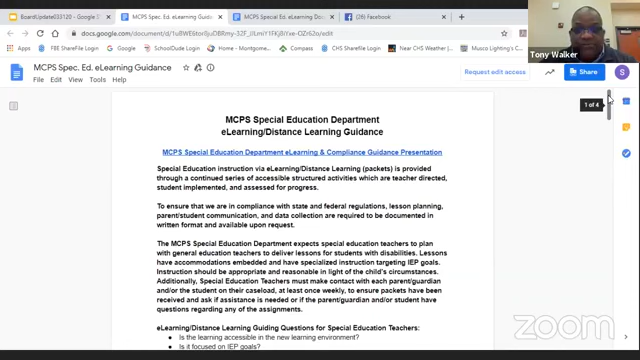 BoardUpdate033120 - Google
MCPS Spec. Ed. eLearning Guida
MCPS Special Education Do
(26) Facebook
docs.google.com/document/d/
/edit
Apps
FBE ShareFile Login
Google
SchoolDude Login
Home - Montgome
Compass
CHS ShareFile Login
Near CHS Weather
Musco Lighting's C
Tony Walker
MCPS Spec. Ed. eLearning Guidance
File Edit View Tools Help
Request edit access
Share
S
1 of 4
MCPS Special Education Department
eLearning/Distance Learning Guidance
MCPS Special Education Department eLearning & Compliance Guidance Presentation
Special Education instruction via eLearning/Distance Learning (packets) is provided
through a continued series of accessible structured activities which are teacher directed,
student implemented, and assessed for progress.
To ensure that we are in compliance with state and federal regulations, lesson planning,
parent/student communication, and data collection are required to be documented in
written format and available upon request.
The MCPS Special Education Department expects special education teachers to plan
with general education teachers to deliver lessons for students with disabilities. Lessons
have accommodations embedded and have specialized instruction targeting IEP goals.
Instruction should be appropriate and reasonable in light of the child's circumstances.
Additionally, Special Education Teachers must make contact with each parent/guardian
and/or the student on their caseload, at least once weekly, to ensure packets have been
received and ask if assistance is needed or if the parent/guardian and/or student have
questions regarding any of the assignments.
eLearning/Distance Learning Guiding Questions for Special Education Teachers:
● Is the learning accessible in the new learning environment?
● Is it focused on IEP goals?
zoom